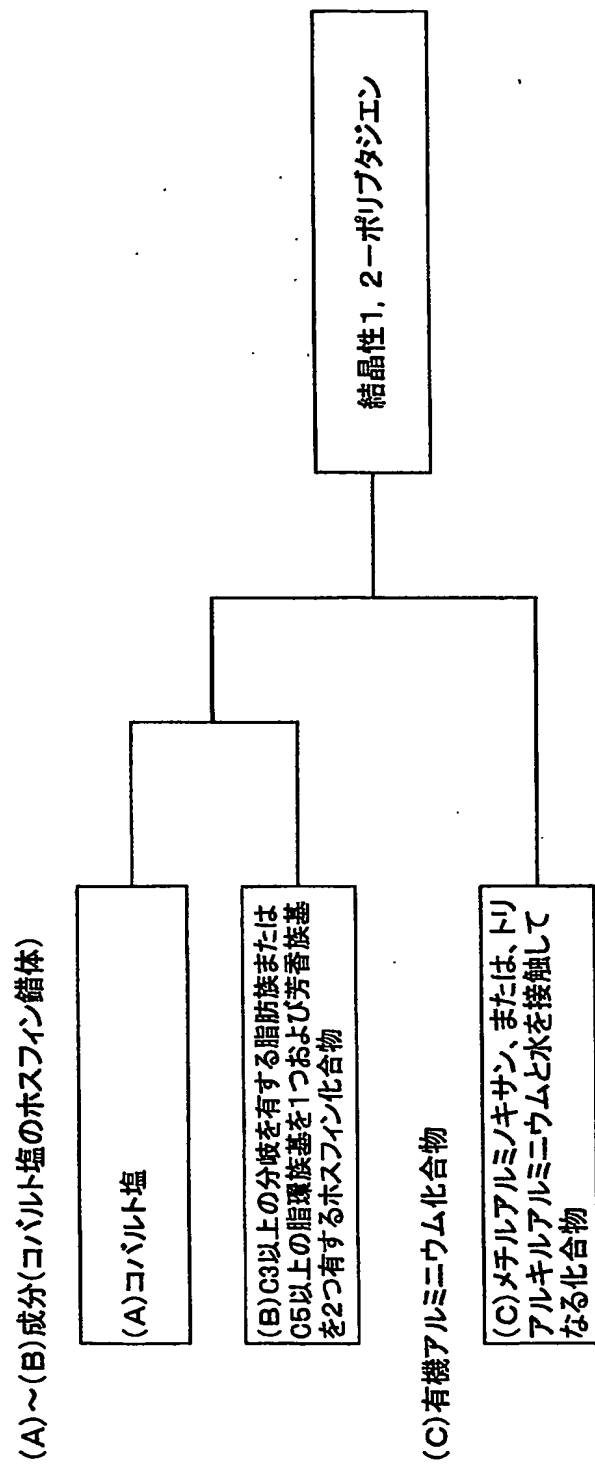 (A)~(B)成分(コバルト塩のホスフィン錯体)
(A)コバルト塩
(B)C3以上の分岐を有する脂肪族または
C5以上の脂環族基を1つおよび芳香族基
を2つ有するホスフィン化合物
(C)有機アルミニウム化合物
(C)メチルアルミノキサン、または、トリ
アルキルアルミニウムと水を接触して
なる化合物
結晶性1,2-ポリブタジエン